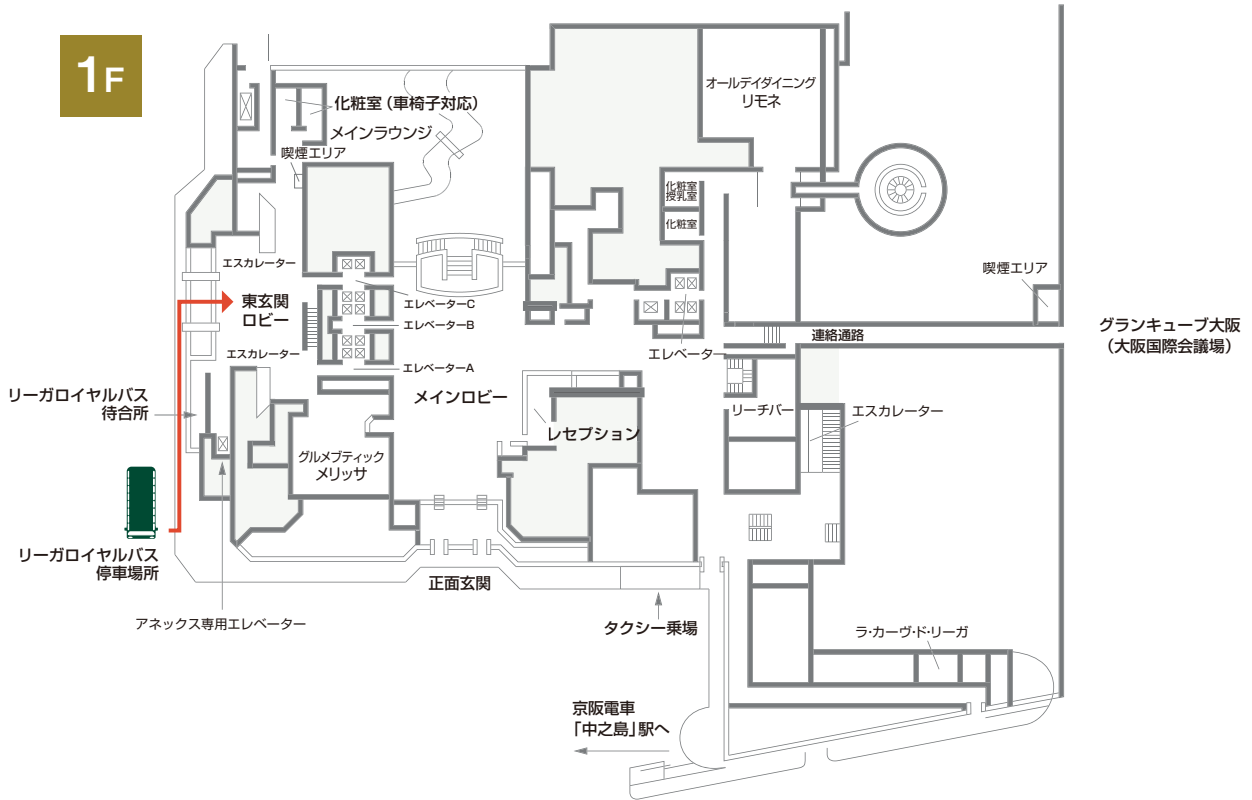 1F
オールデイダイニング
リモネ
化粧室（車椅子対応）
メインラウンジ
喫煙エリア
化粧室
授乳室
化粧室
エスカレーター
喫煙エリア
東玄関
ロビー
エレベーターC
エレベーターB
エレベーターA
エスカレーター
エレベーター
連絡通路
グランキューブ大阪
（大阪国際会議場）
リーガロイヤルバス
待合所
メインロビー
レセプション
リーチバー
エスカレーター
グルメブティック
メリッサ
リーガロイヤルバス
停車場所
正面玄関
アネックス専用エレベーター
タクシー乗場
ラ・カーヴ・ド・リーガ
京阪電車
「中之島」駅へ